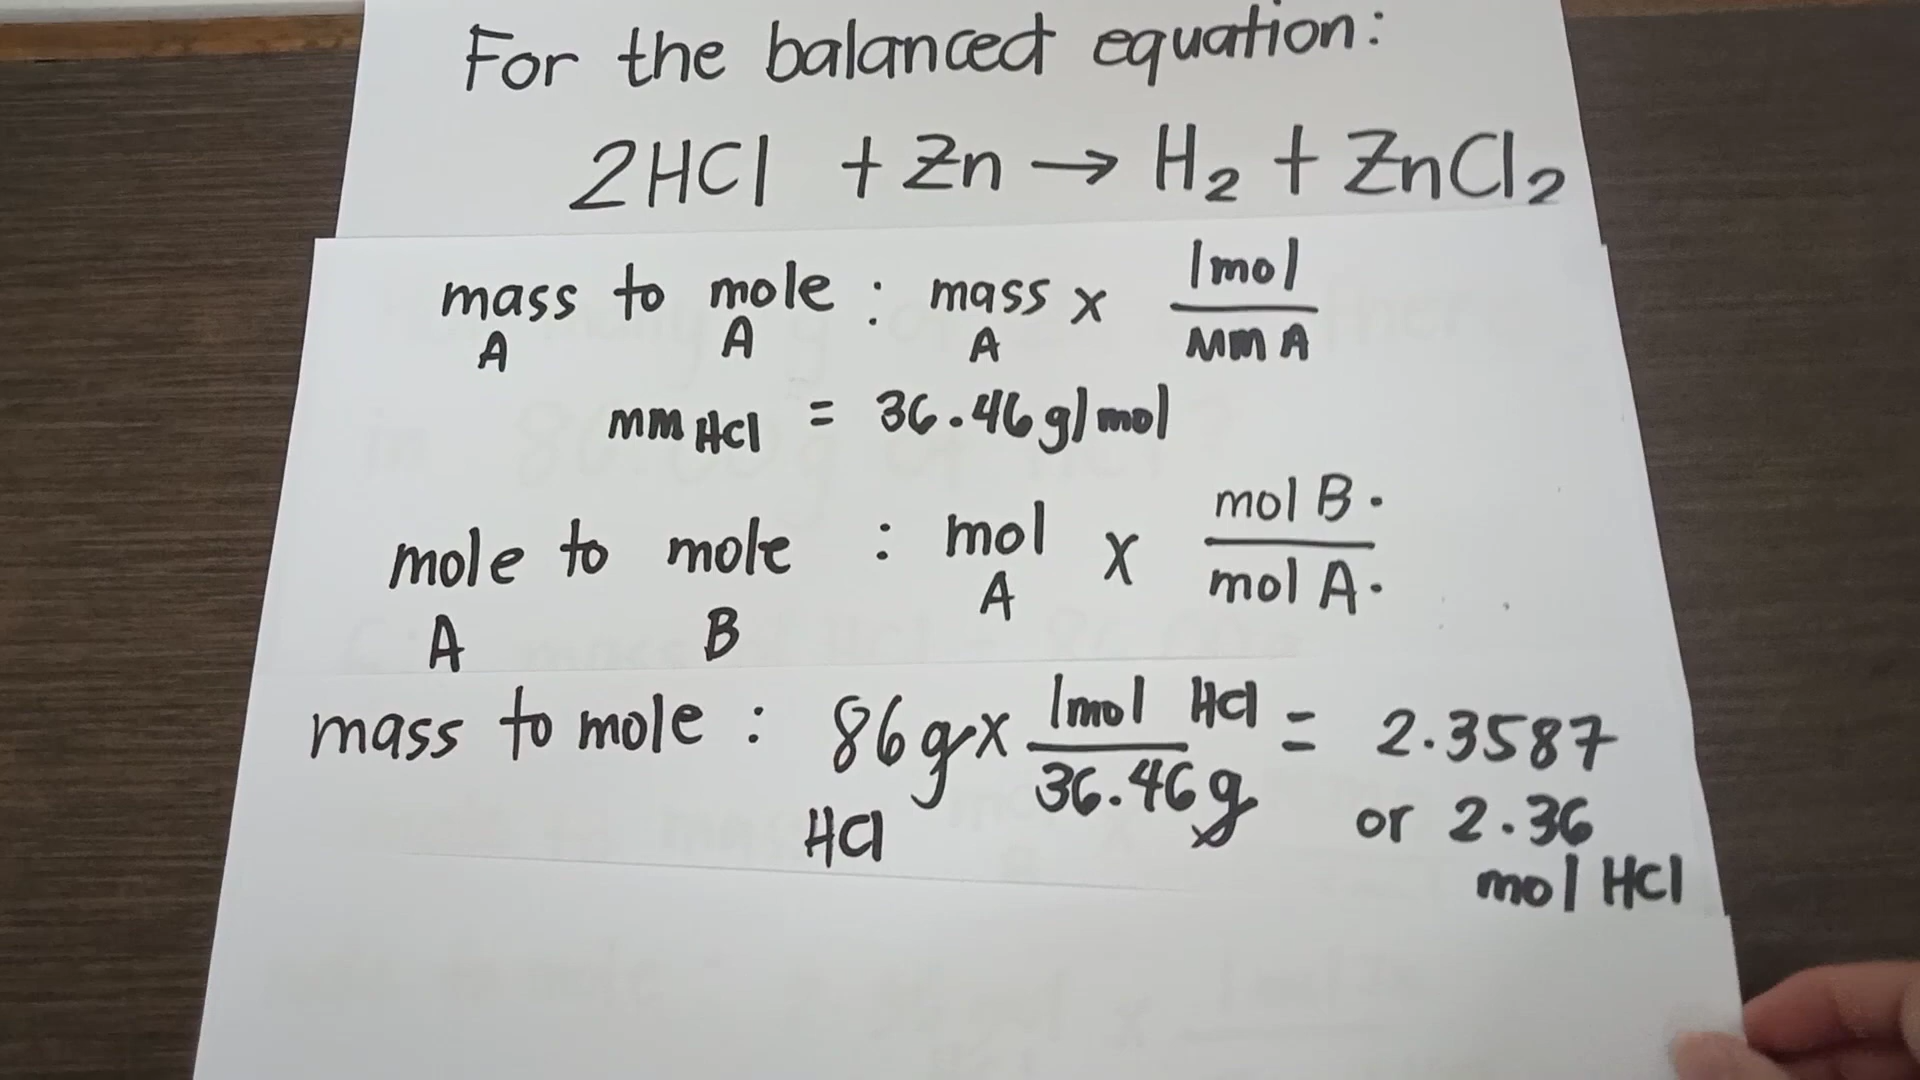 For the balanced equation:
2HCl + Zn → H₂ + ZnCl₂
mass A to mole A : mass A x 1mol / MM A
mm HCl = 36.46 g/mol
mole A to mole B : mol A x mol B. / mol A.
mass to mole : 86 g HCl x 1mol HCl / 36.46 g = 2.3587
or 2.36
mol HCl